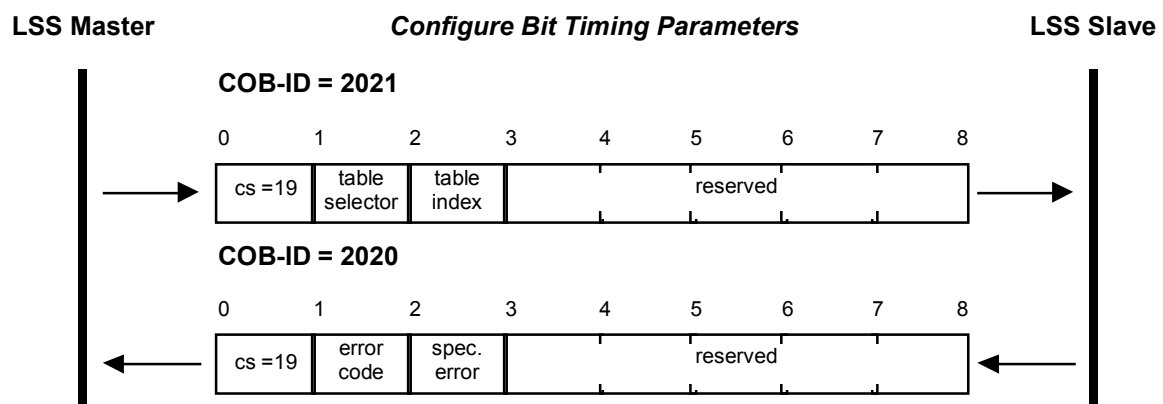 LSS Master Configure Bit Timing Parameters LSS Slave
COB-ID = 2021
0 1 2 3 4 5 6 7 8
cs =19
table
selector
table
index
reserved
COB-ID = 2020
0 1 2 3 4 5 6 7 8
cs =19
error
code
spec.
error
reserved